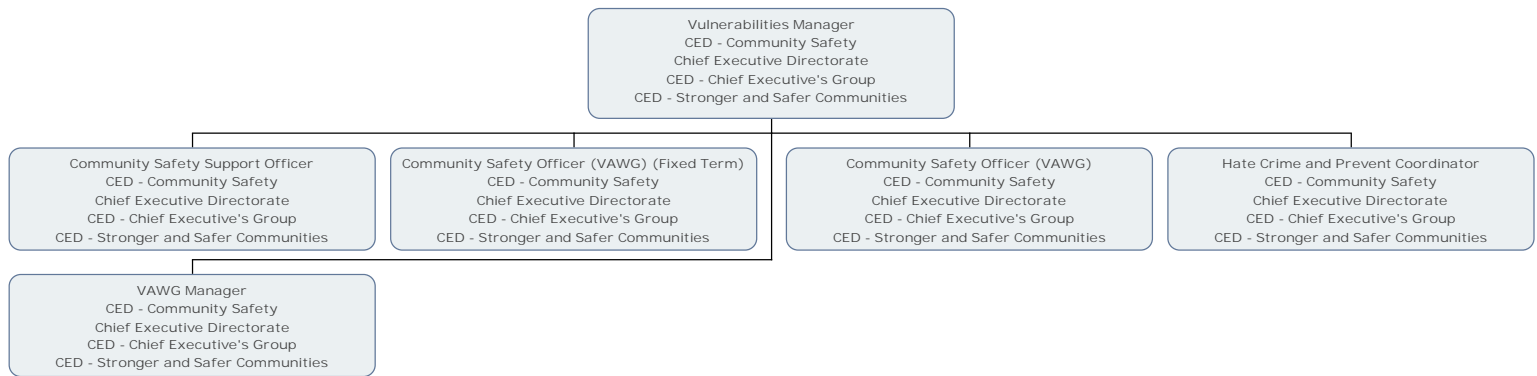 Vulnerabilities Manager
CED - Community Safety
Chief Executive Directorate
CED - Chief Executive's Group
CED - Stronger and Safer Communities
Community Safety Support Officer
CED - Community Safety
Chief Executive Directorate
CED - Chief Executive's Group
CED - Stronger and Safer Communities
Community Safety Officer (VAWG) (Fixed Term)
CED - Community Safety
Chief Executive Directorate
CED - Chief Executive's Group
CED - Stronger and Safer Communities
Community Safety Officer (VAWG)
CED - Community Safety
Chief Executive Directorate
CED - Chief Executive's Group
CED - Stronger and Safer Communities
Hate Crime and Prevent Coordinator
CED - Community Safety
Chief Executive Directorate
CED - Chief Executive's Group
CED - Stronger and Safer Communities
VAWG Manager
CED - Community Safety
Chief Executive Directorate
CED - Chief Executive's Group
CED - Stronger and Safer Communities